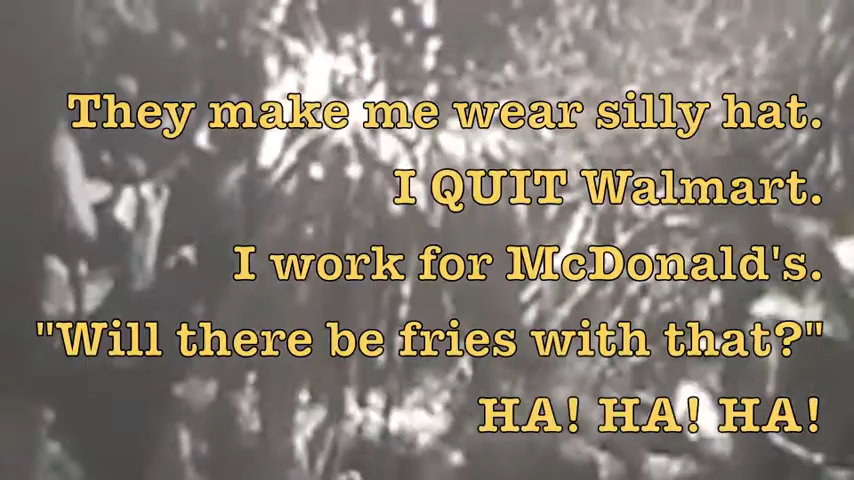 They make me wear silly hat.
I QUIT Walmart.
I work for McDonald's.
"Will there be fries with that?"
HA! HA! HA!